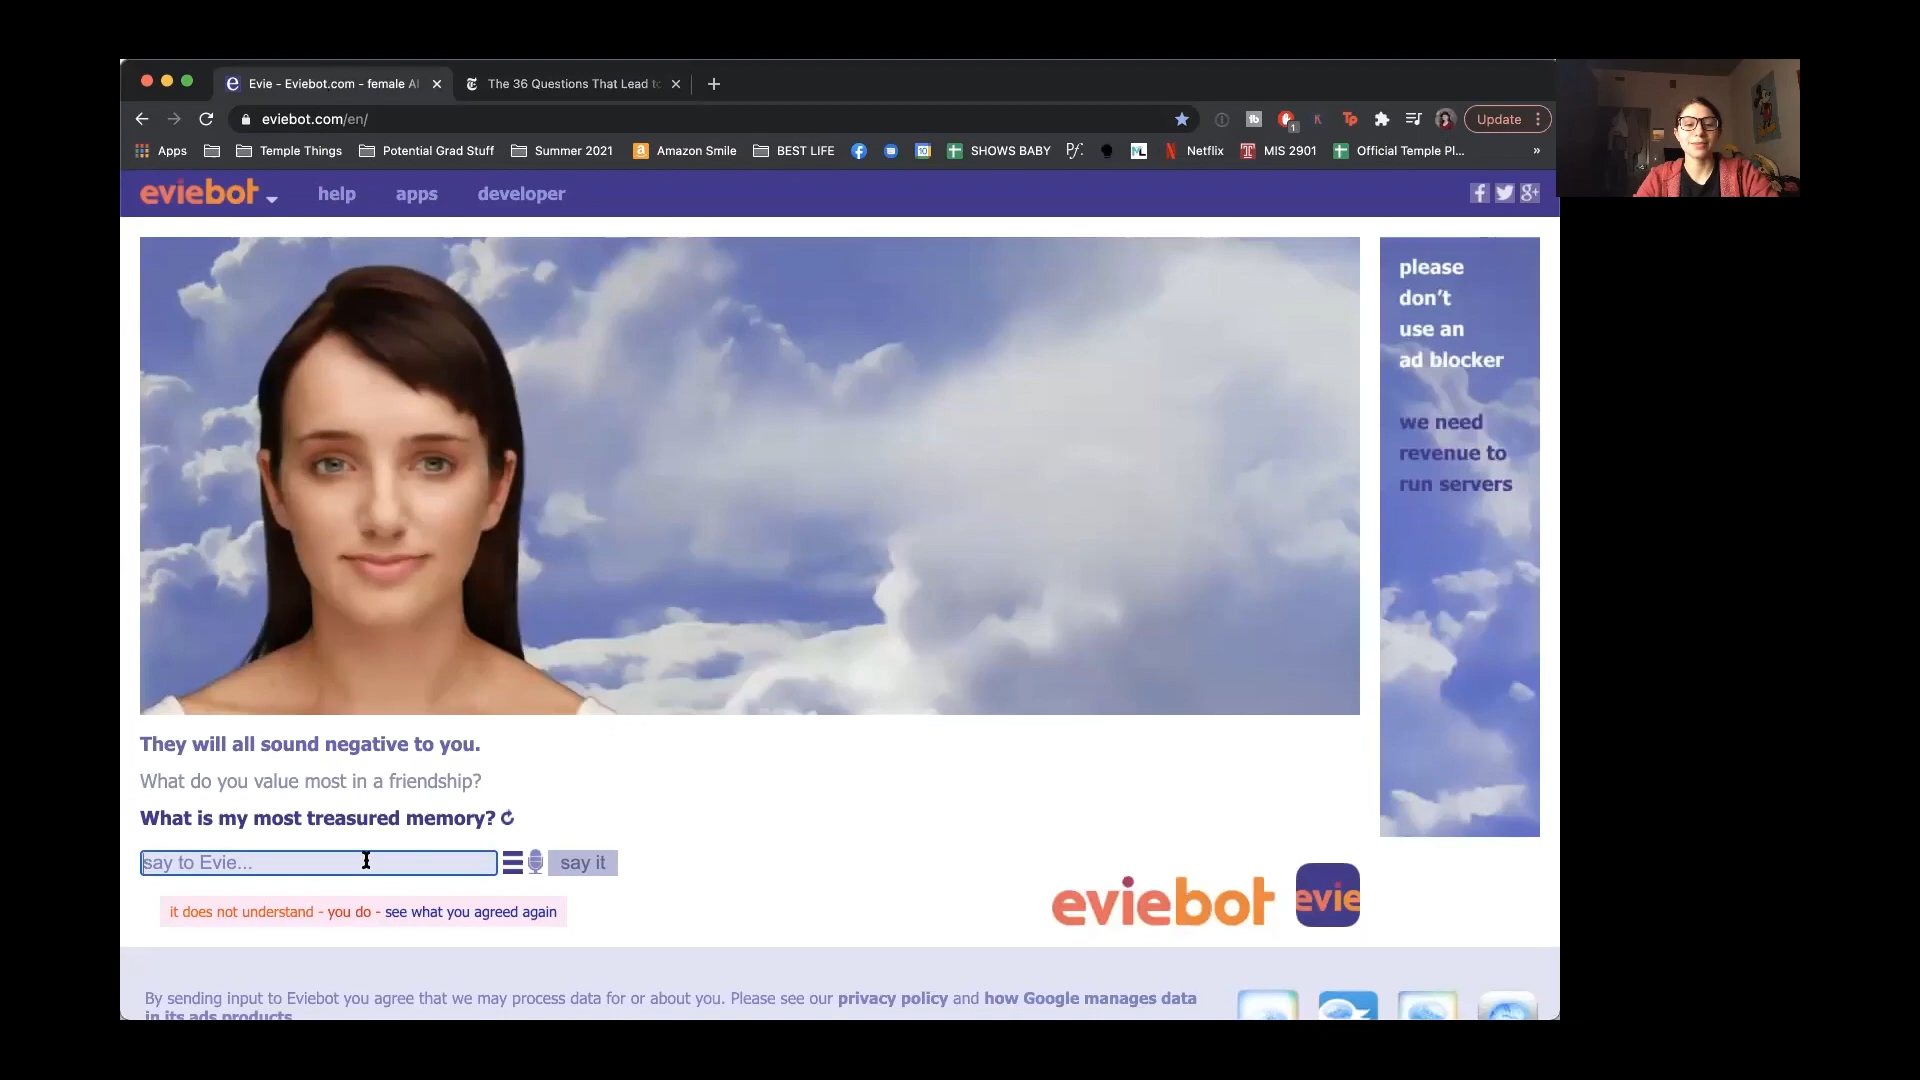 Evie - Eviebot.com - female AI
The 36 Questions That Lead to
eviebot.com/en/
Update
Apps
Temple Things
Potential Grad Stuff
Summer 2021
Amazon Smile
BEST LIFE
SHOWS BABY
Netflix
MIS 2901
Official Temple Pl...
»
eviebot
help
apps
developer
please
don't
use an
ad blocker
we need
revenue to
run servers
They will all sound negative to you.
What do you value most in a friendship?
What is my most treasured memory?
say to Evie...
say it
it does not understand - you do - see what you agreed again
eviebot
evie
By sending input to Eviebot you agree that we may process data for or about you. Please see our privacy policy and how Google manages data
in its ads products